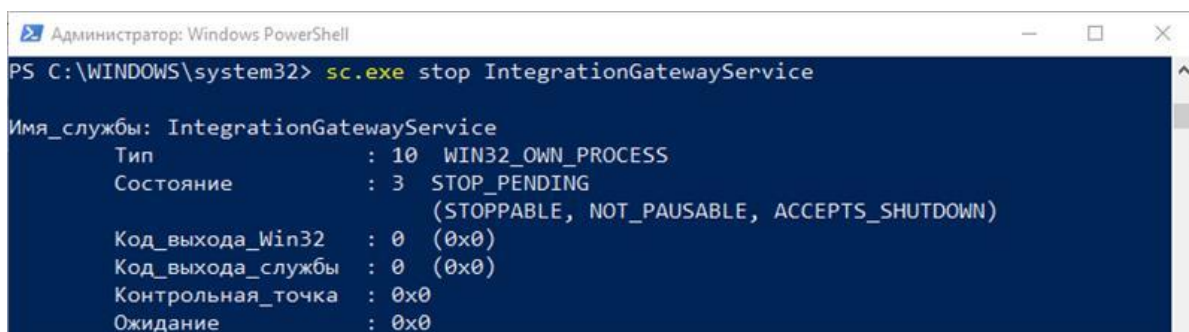 Администратор: Windows PowerShell
PS C:\WINDOWS\system32> sc.exe stop IntegrationGatewayService
Имя_службы: IntegrationGatewayService
Тип : 10 WIN32_OWN_PROCESS
Состояние : 3 STOP_PENDING
(STOPPABLE, NOT_PAUSABLE, ACCEPTS_SHUTDOWN)
Код_выхода_Win32 : 0 (0x0)
Код_выхода_службы : 0 (0x0)
Контрольная_точка : 0x0
Ожидание : 0x0